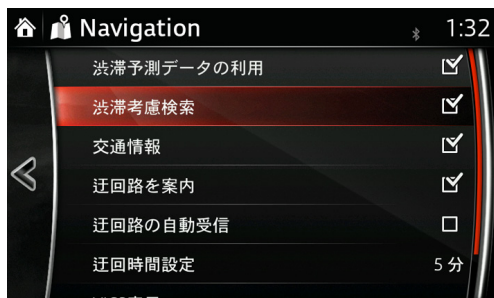 Navigation
1:32
渋滞予測データの利用
渋滞考慮検索
交通情報
迂回路を案内
迂回路の自動受信
迂回時間設定 5 分